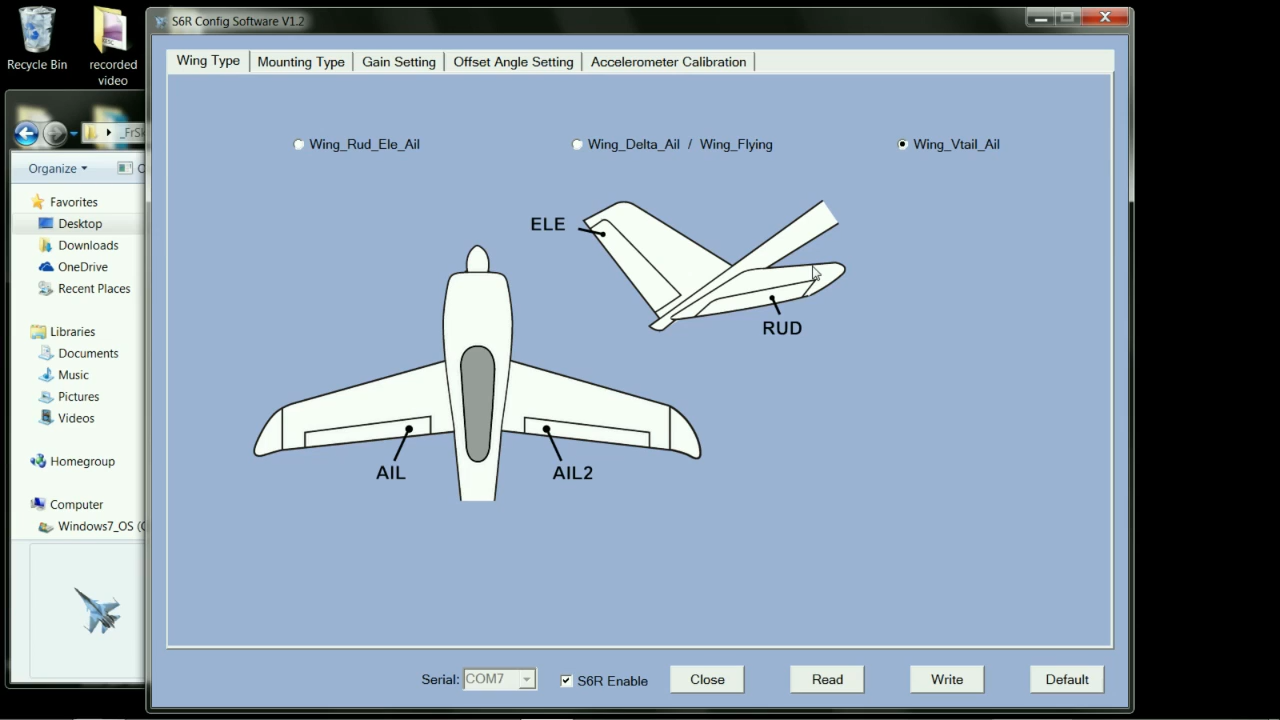 S6R Config Software V1.2
Recycle Bin
recorded
video
Wing Type
Mounting Type
Gain Setting
Offset Angle Setting
Accelerometer Calibration
Organize
Favorites
Desktop
Downloads
OneDrive
Recent Places
Libraries
Documents
Music
Pictures
Videos
Homegroup
Computer
Windows7_OS (
Wing_Rud_Ele_Ail
Wing_Delta_Ail / Wing_Flying
Wing_Vtail_Ail
ELE
RUD
AIL
AIL2
Serial:
COM7
S6R Enable
Close
Read
Write
Default